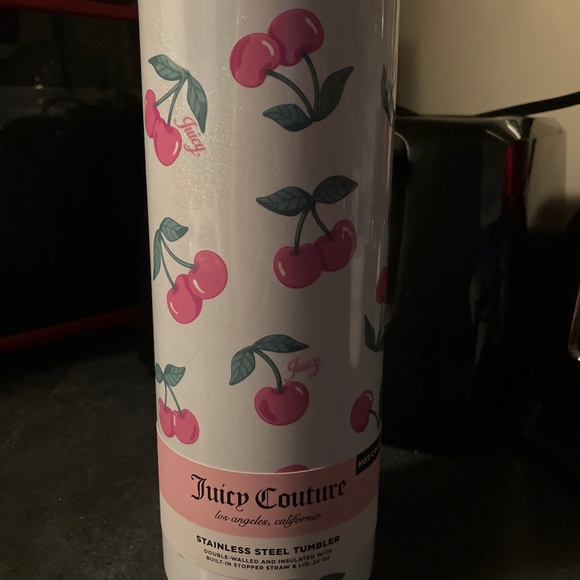 Juicy
Juicy
HOT
Juicy Couture
los angeles, california
STAINLESS STEEL TUMBLER
DOUBLE-WALLED AND INSULATED WITH
BUILT-IN STOPPER STRAW & LID, 24 OZ